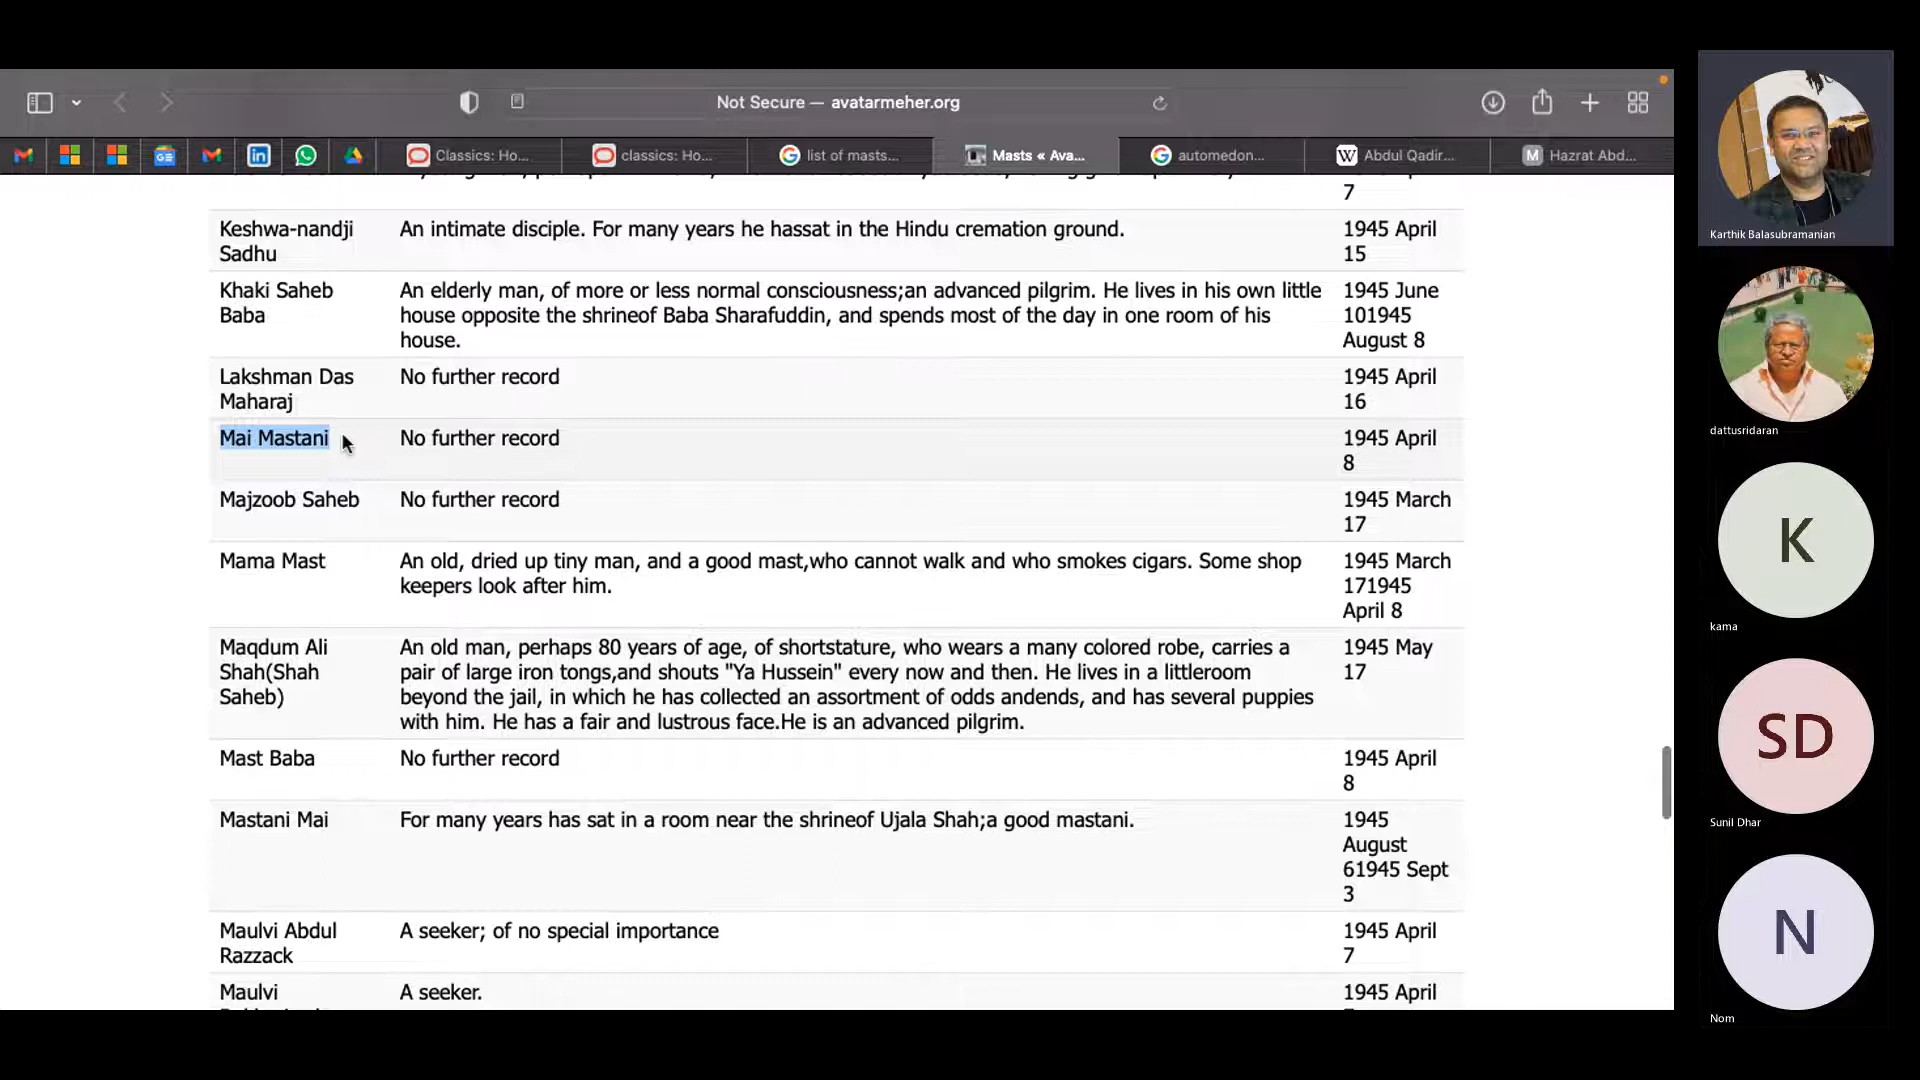 Not Secure — avatarmeher.org
Classics: Ho...
classics: Ho...
list of masts...
Masts « Ava...
automedon...
Abdul Qadir...
Hazrat Abd...
7
Keshwa-nandji
Sadhu
An intimate disciple. For many years he hassat in the Hindu cremation ground.
1945 April
15
Khaki Saheb
Baba
An elderly man, of more or less normal consciousness;an advanced pilgrim. He lives in his own little
house opposite the shrineof Baba Sharafuddin, and spends most of the day in one room of his
house.
1945 June
101945
August 8
Lakshman Das
Maharaj
No further record
1945 April
16
Mai Mastani
No further record
1945 April
8
Majzoob Saheb
No further record
1945 March
17
Mama Mast
An old, dried up tiny man, and a good mast,who cannot walk and who smokes cigars. Some shop
keepers look after him.
1945 March
171945
April 8
Maqdum Ali
Shah(Shah
Saheb)
An old man, perhaps 80 years of age, of shortstature, who wears a many colored robe, carries a
pair of large iron tongs,and shouts "Ya Hussein" every now and then. He lives in a littleroom
beyond the jail, in which he has collected an assortment of odds andends, and has several puppies
with him. He has a fair and lustrous face.He is an advanced pilgrim.
1945 May
17
Mast Baba
No further record
1945 April
8
Mastani Mai
For many years has sat in a room near the shrineof Ujala Shah;a good mastani.
1945
August
61945 Sept
3
Maulvi Abdul
Razzack
A seeker; of no special importance
1945 April
7
Maulvi
A seeker.
1945 April
Karthik Balasubramanian
dattusridaran
K
kama
SD
Sunil Dhar
N
Nom